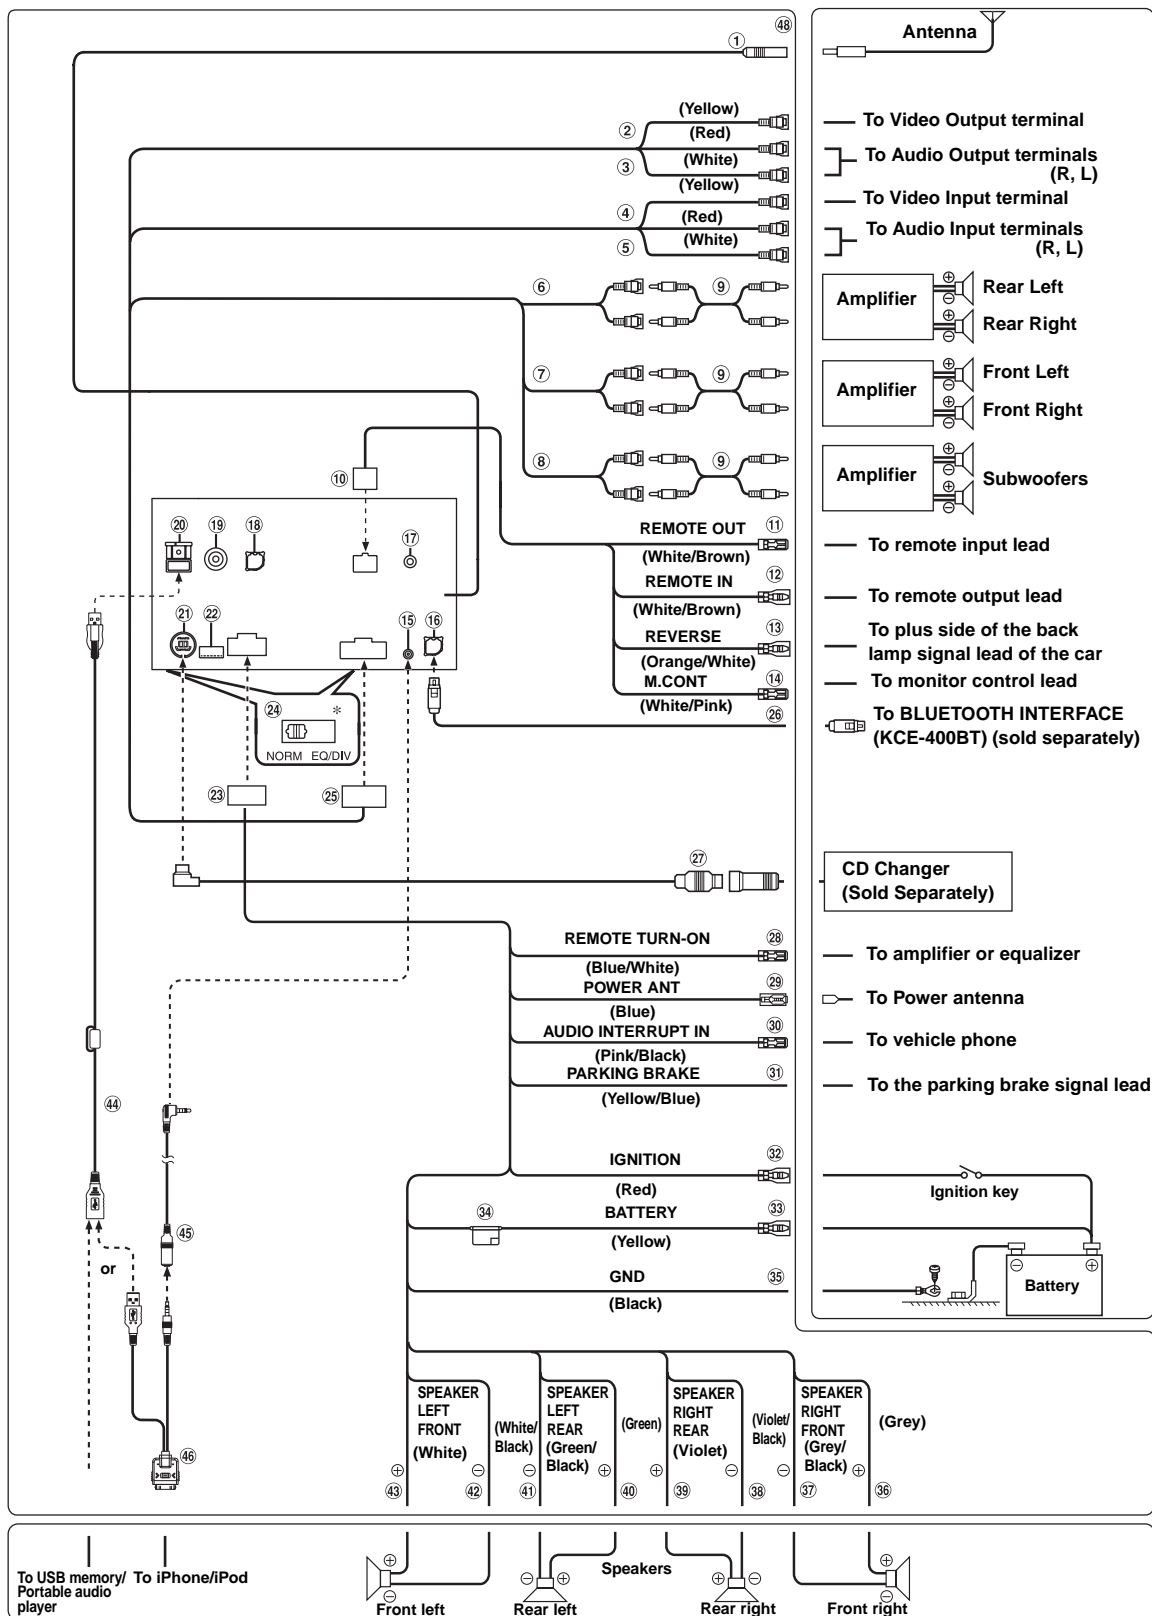 ① ㊽
Antenna
(Yellow)
② To Video Output terminal
(Red)
③ (White) To Audio Output terminals
(R, L)
(Yellow)
④ To Video Input terminal
(Red)
⑤ (White) To Audio Input terminals
(R, L)
⑥ ⑨ Amplifier ⊕ ⊖ Rear Left
⊕ ⊖ Rear Right
⑦ ⑨ Amplifier ⊕ ⊖ Front Left
⊕ ⊖ Front Right
⑧ ⑨ Amplifier ⊕ ⊖ Subwoofers
⊕ ⊖
⑩
⑳ ⑲ ⑱ ⑰
㉑ ㉒ ⑮ ⑯
REMOTE OUT ⑪ To remote input lead
(White/Brown)
REMOTE IN ⑫ To remote output lead
(White/Brown)
REVERSE ⑬ To plus side of the back
lamp signal lead of the car
(Orange/White)
M.CONT ⑭ To monitor control lead
(White/Pink)
㉖ To BLUETOOTH INTERFACE
(KCE-400BT) (sold separately)
㉔ *
NORM EQ/DIV
㉓ ㉕
㉗ CD Changer
(Sold Separately)
REMOTE TURN-ON ㉘ To amplifier or equalizer
(Blue/White)
POWER ANT ㉙ To Power antenna
(Blue)
AUDIO INTERRUPT IN ㉚ To vehicle phone
(Pink/Black)
PARKING BRAKE ㉛ To the parking brake signal lead
(Yellow/Blue)
㊹
IGNITION ㉜
(Red) Ignition key
㉞ BATTERY ㉝
(Yellow)
㊺
or
GND ㉟ ⊖ ⊕
(Black) Battery
SPEAKER
LEFT
FRONT
(White)
(White/
Black)
SPEAKER
LEFT
REAR
(Green/
Black)
(Green)
SPEAKER
RIGHT
REAR
(Violet)
(Violet/
Black)
SPEAKER
RIGHT
FRONT
(Grey/
Black)
(Grey)
㊻
⊕ ⊖ ⊖ ⊕ ⊕ ⊖ ⊖ ⊕
㊸ ㊷ ㊶ ㊵ ㊴ ㊳ ㊲ ㊱
To USB memory/
Portable audio
player
To iPhone/iPod
Speakers
⊕ ⊖ ⊖ ⊕ ⊕ ⊖ ⊕ ⊖
Front left Rear left Rear right Front right